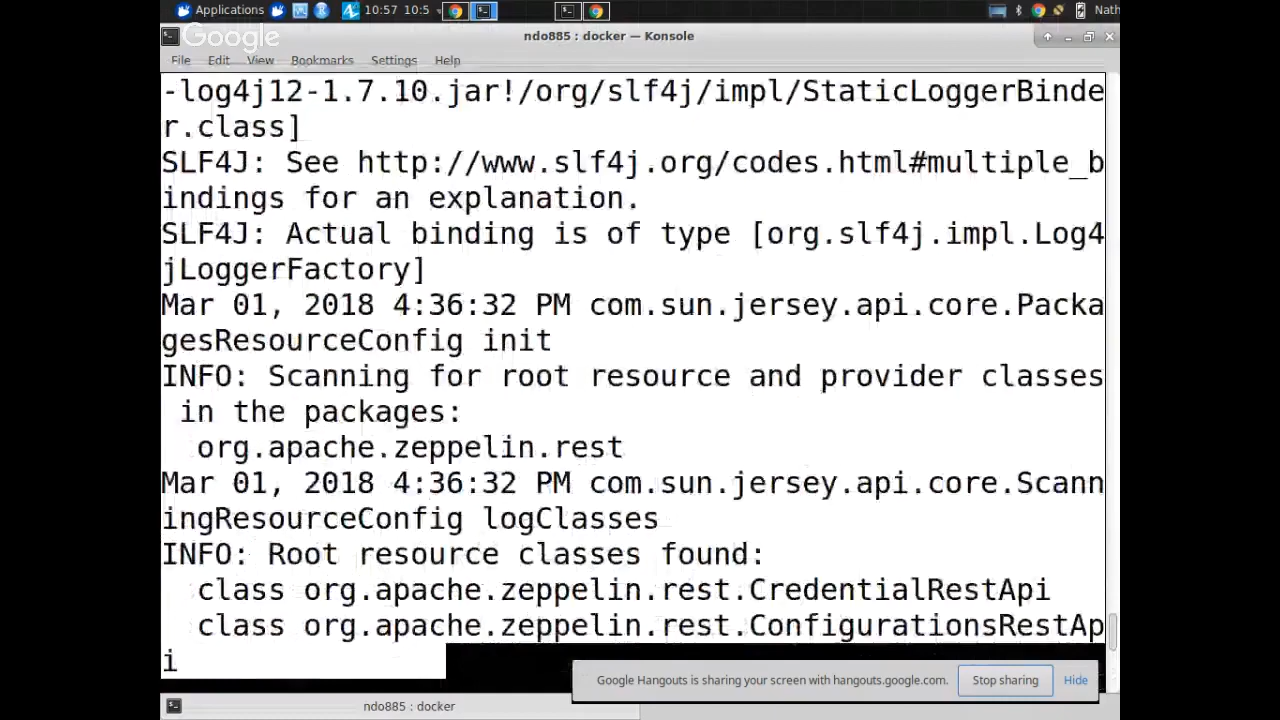 Applications
10:57 10:5
Nath
Google
ndo885 : docker — Konsole
File Edit View Bookmarks Settings Help
-log4j12-1.7.10.jar!/org/slf4j/impl/StaticLoggerBinde
r.class]
SLF4J: See http://www.slf4j.org/codes.html#multiple_b
indings for an explanation.
SLF4J: Actual binding is of type [org.slf4j.impl.Log4
jLoggerFactory]
Mar 01, 2018 4:36:32 PM com.sun.jersey.api.core.Packa
gesResourceConfig init
INFO: Scanning for root resource and provider classes
 in the packages:
  org.apache.zeppelin.rest
Mar 01, 2018 4:36:32 PM com.sun.jersey.api.core.Scann
ingResourceConfig logClasses
INFO: Root resource classes found:
  class org.apache.zeppelin.rest.CredentialRestApi
  class org.apache.zeppelin.rest.ConfigurationsRestAp
i
Google Hangouts is sharing your screen with hangouts.google.com. Stop sharing Hide
ndo885 : docker